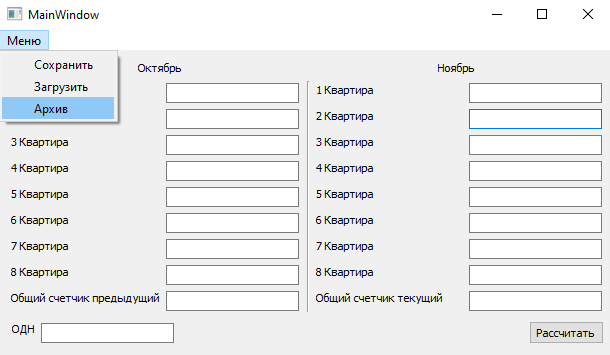 MainWindow
Меню
Сохранить
Загрузить
Архив
Октябрь
Ноябрь
1 Квартира
2 Квартира
3 Квартира
3 Квартира
4 Квартира
4 Квартира
5 Квартира
5 Квартира
6 Квартира
6 Квартира
7 Квартира
7 Квартира
8 Квартира
8 Квартира
Общий счетчик предыдущий
Общий счетчик текущий
ОДН
Рассчитать